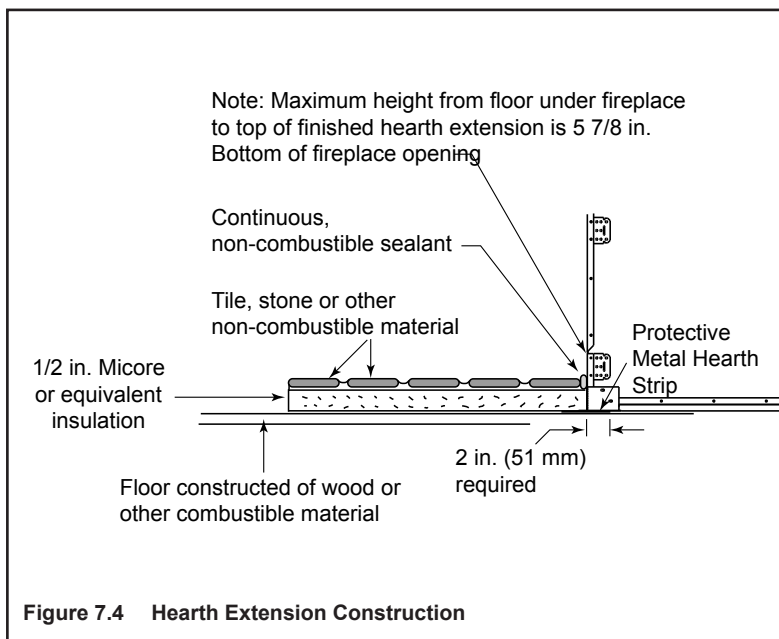 Note: Maximum height from floor under fireplace
to top of finished hearth extension is 5 7/8 in.
Bottom of fireplace opening
Continuous,
non-combustible sealant
Tile, stone or other
non-combustible material
Protective
Metal Hearth
Strip
1/2 in. Micore
or equivalent
insulation
2 in. (51 mm)
required
Floor constructed of wood or
other combustible material
Figure 7.4 Hearth Extension Construction